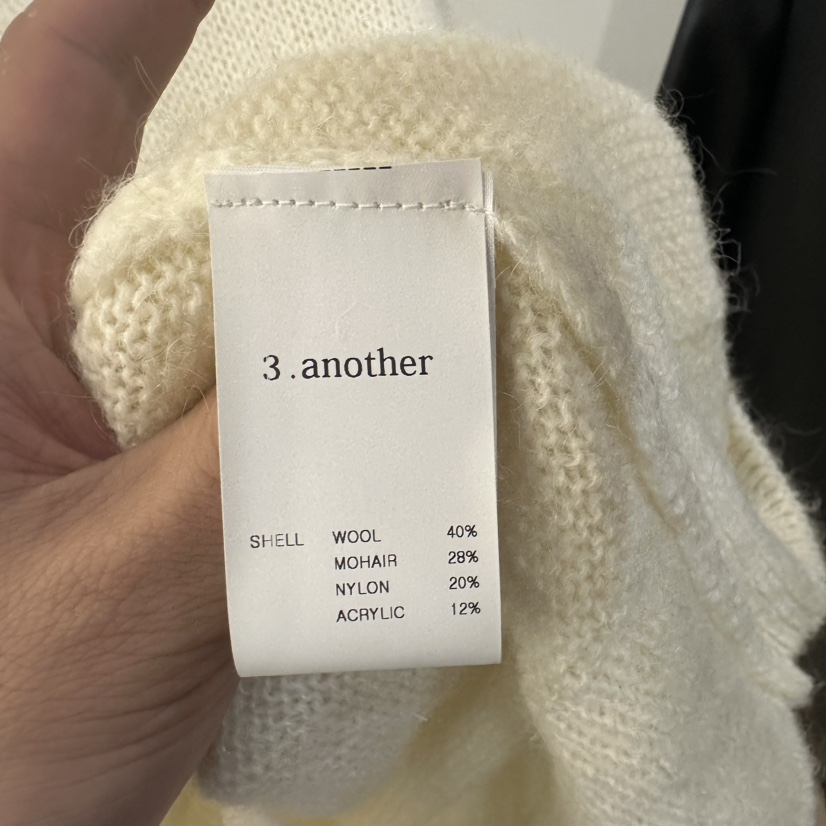 3.another
SHELL WOOL 40%
MOHAIR 28%
NYLON 20%
ACRYLIC 12%